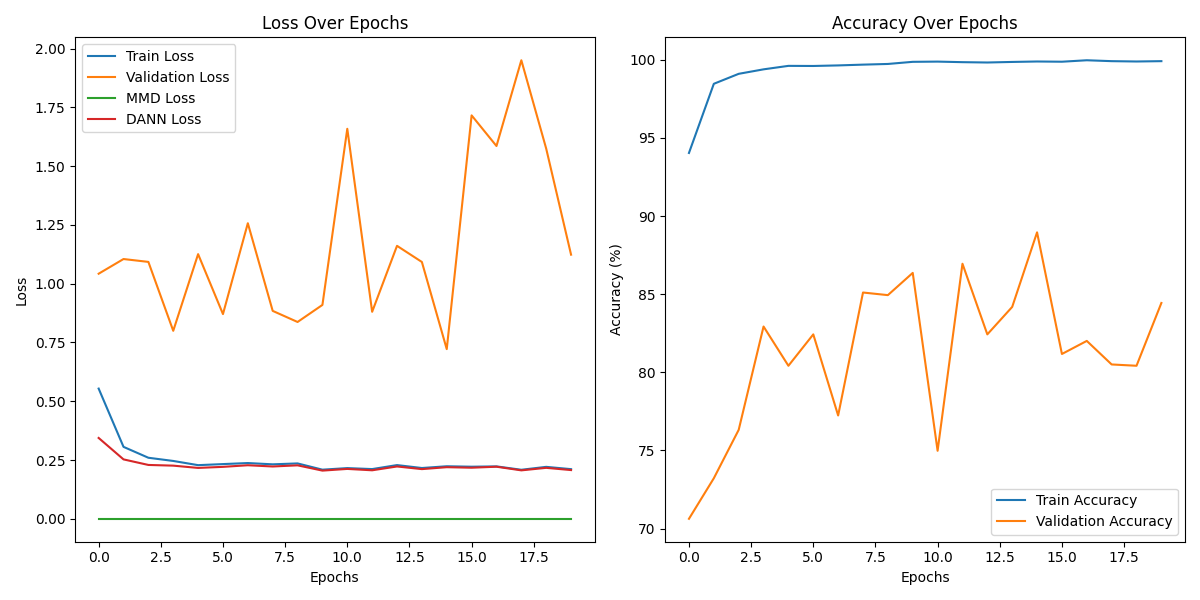 Loss Over Epochs
Train Loss
Validation Loss
MMD Loss
DANN Loss
2.00
1.75
1.50
1.25
1.00
0.75
0.50
0.25
0.00
Loss
0.0 2.5 5.0 7.5 10.0 12.5 15.0 17.5
Epochs
Accuracy Over Epochs
100
95
90
85
80
75
70
Accuracy (%)
Train Accuracy
Validation Accuracy
0.0 2.5 5.0 7.5 10.0 12.5 15.0 17.5
Epochs